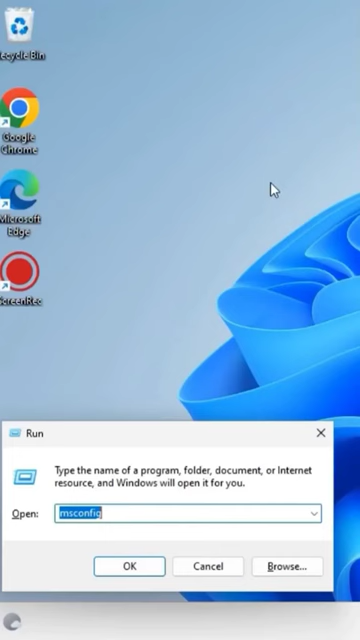 Recycle Bin
Google
Chrome
Microsoft
Edge
ScreenRec
Run
Type the name of a program, folder, document, or Internet
resource, and Windows will open it for you.
Open:
msconfig
OK
Cancel
Browse...